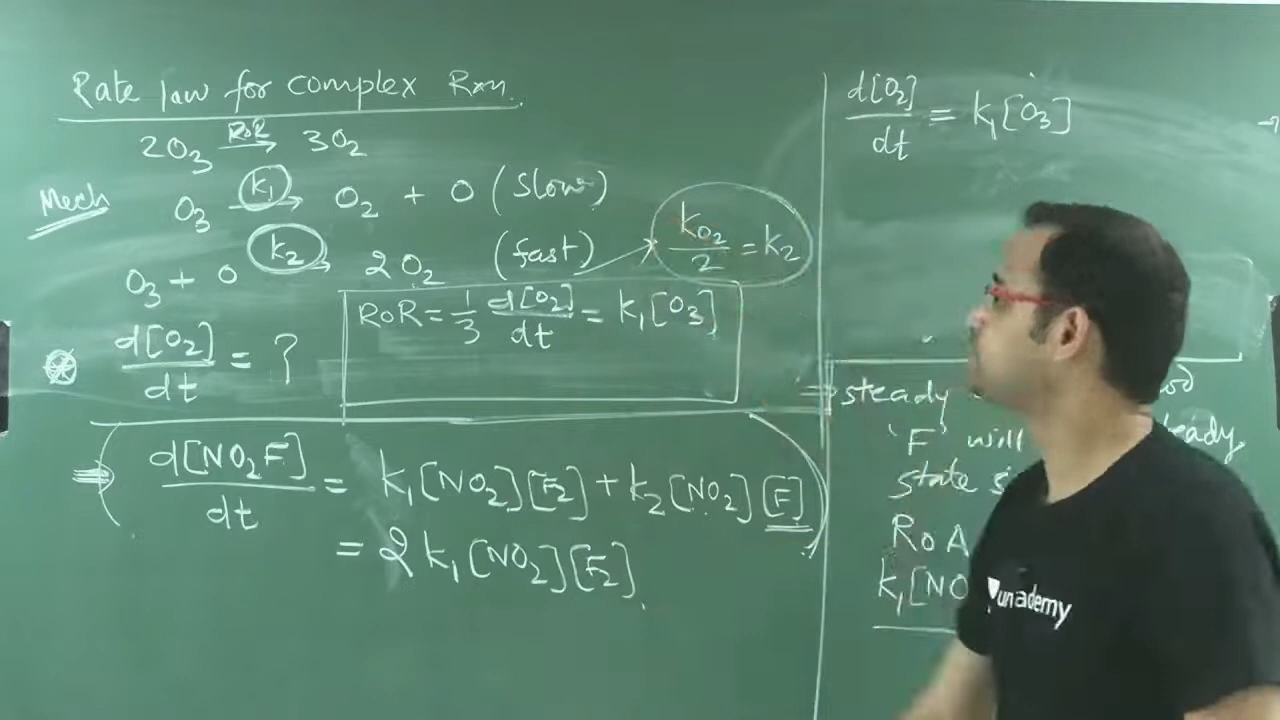 Rate law for complex Rxn.
2O₃ —RoR→ 3O₂
Mech
O₃ —k₁→ O₂ + O (slow)
O₃ + O —k₂→ 2O₂ (fast)
k_O₂/2 = k₂
d[O₂]/dt = ?
RoR = 1/3 d[O₂]/dt = k₁[O₃]
⇒ d[NO₂F]/dt = k₁[NO₂][F₂] + k₂[NO₂][F]
= 2k₁[NO₂][F₂]
d[O₂]/dt = k₁[O₃]
⇒ steady
'F' will eady
state
RoA
k₁[NO
unacademy